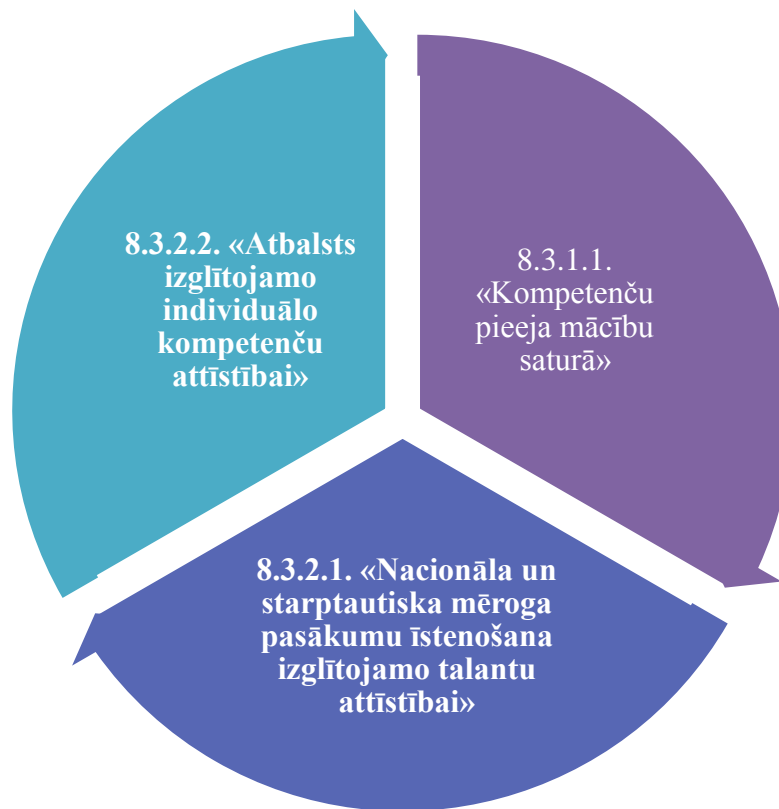 8.3.2.2. «Atbalsts
izglītojamo
individuālo
kompetenču
attīstībai»
8.3.1.1.
«Kompetenču
pieeja mācību
saturā»
8.3.2.1. «Nacionāla un
starptautiska mēroga
pasākumu īstenošana
izglītojamo talantu
attīstībai»